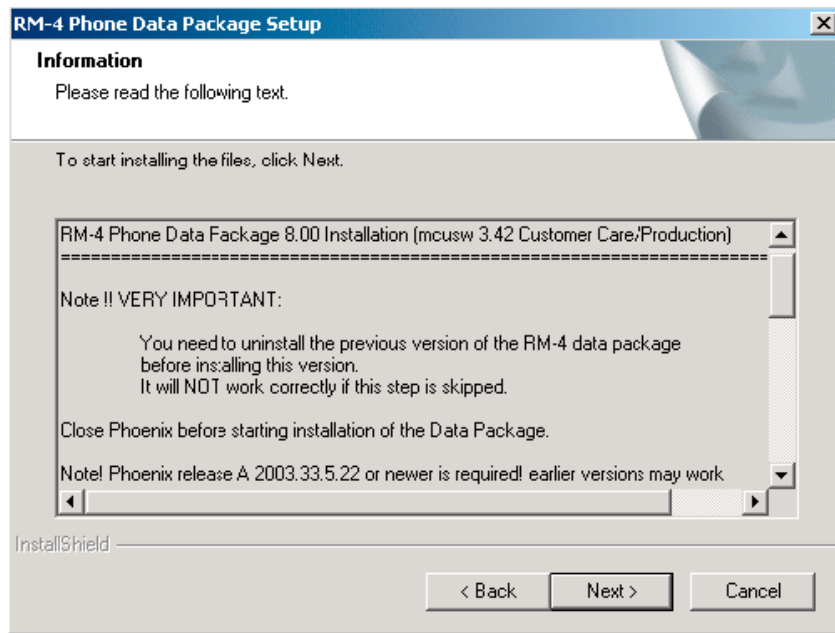 RM-4 Phone Data Package Setup
Information
Please read the following text.
To start installing the files, click Next.
RM-4 Phone Data Package 8.00 Installation (mcusw 3.42 Customer Care/Production)
=======================================================================
Note !! VERY IMPORTANT:
You need to uninstall the previous version of the RM-4 data package
before installing this version.
It will NOT work correctly if this step is skipped.
Close Phoenix before starting installation of the Data Package.
Note! Phoenix release A 2003.33.5.22 or newer is required! earlier versions may work
InstallShield
< Back
Next >
Cancel